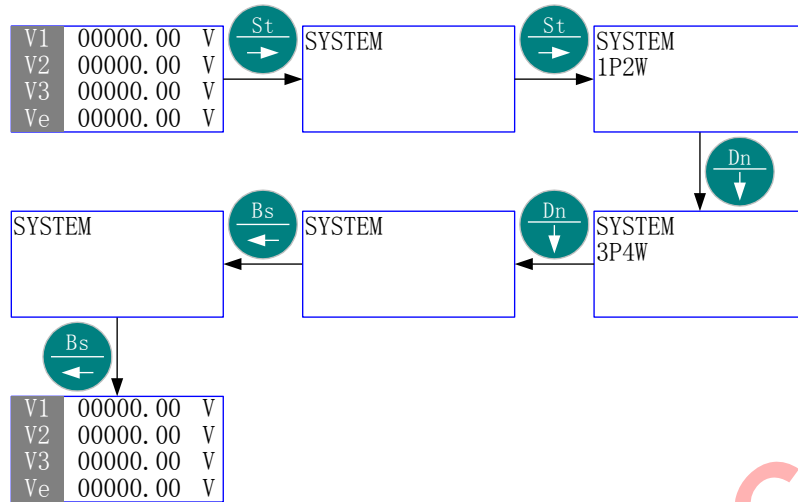 V1 00000.00 V
V2 00000.00 V
V3 00000.00 V
Ve 00000.00 V
St
SYSTEM
St
SYSTEM
1P2W
Dn
SYSTEM
3P4W
Dn
SYSTEM
Bs
SYSTEM
Bs
V1 00000.00 V
V2 00000.00 V
V3 00000.00 V
Ve 00000.00 V